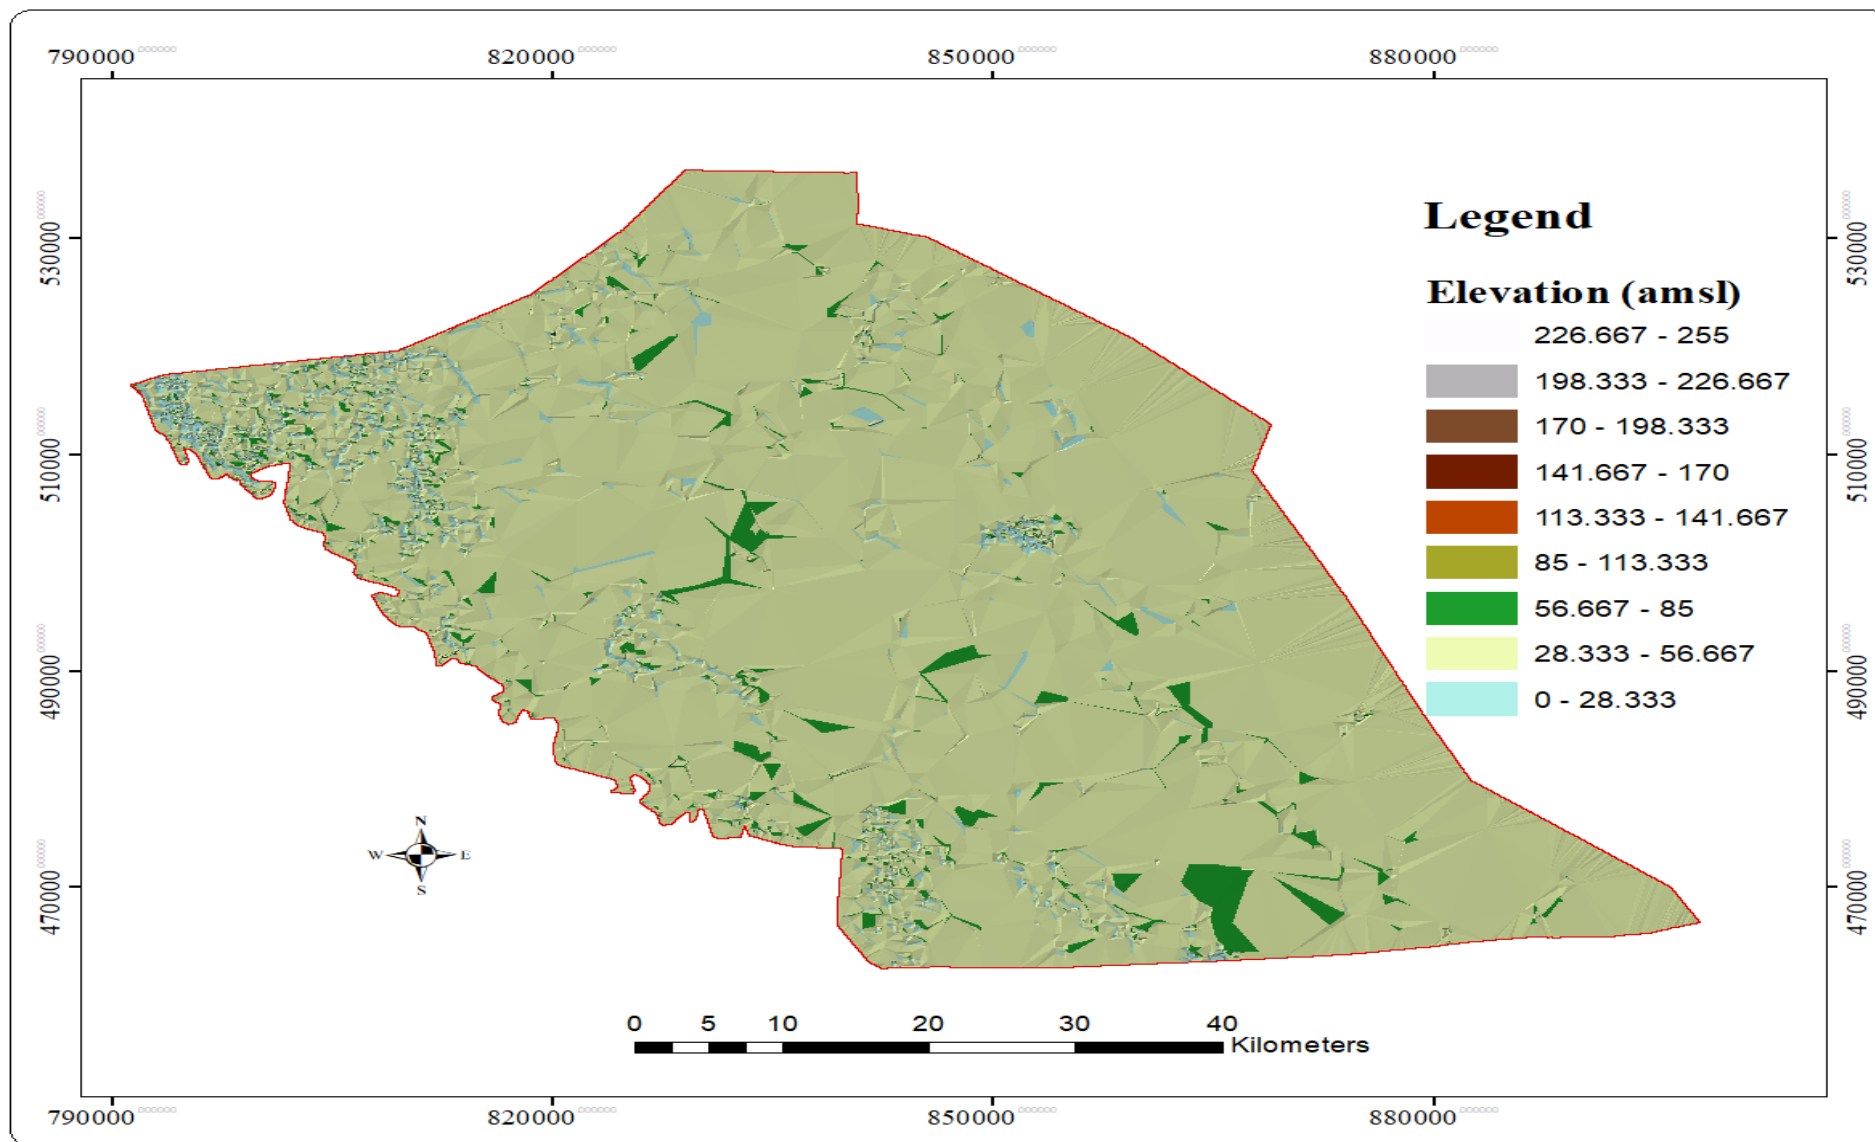 790000 820000 850000 880000
530000 530000
510000 510000
490000 490000
470000 470000
Legend
Elevation (amsl)
226.667 - 255
198.333 - 226.667
170 - 198.333
141.667 - 170
113.333 - 141.667
85 - 113.333
56.667 - 85
28.333 - 56.667
0 - 28.333
N
W E
S
0 5 10 20 30 40
Kilometers
790000 820000 850000 880000